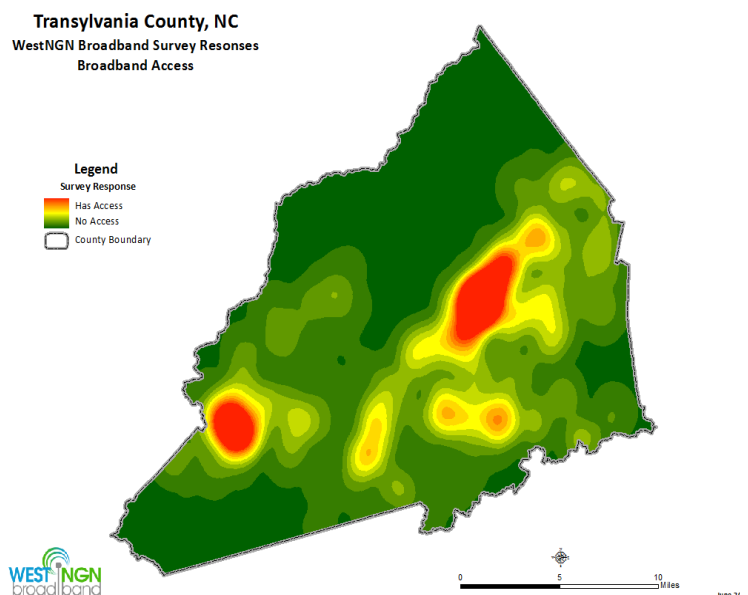 Transylvania County, NC
WestNGN Broadband Survey Resonses
Broadband Access
Legend
Survey Response
Has Access
No Access
County Boundary
WEST NGN
broadband
0 5 10
Miles